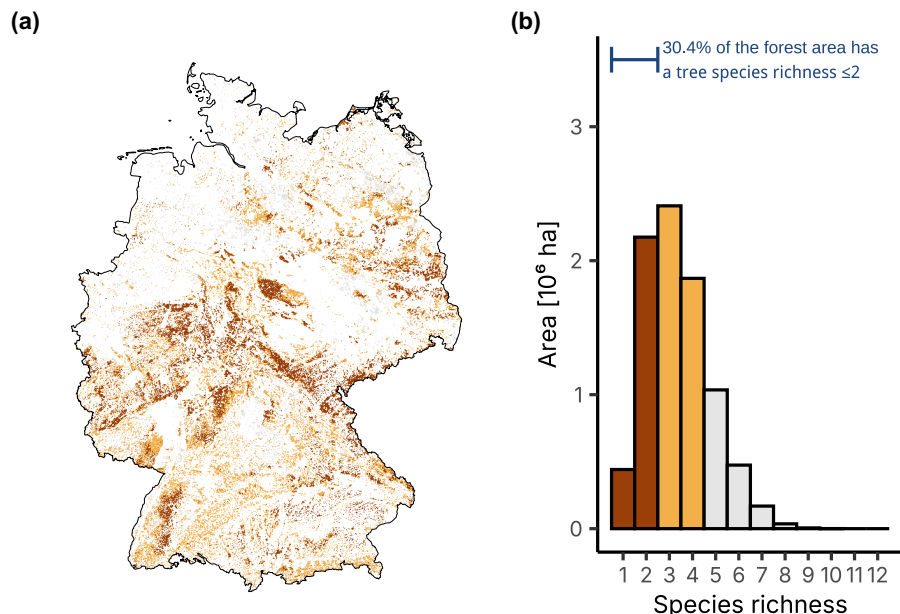 (a)
(b)
30.4% of the forest area has
a tree species richness ≤2
3
2
1
0
Area [10⁶ ha]
1 2 3 4 5 6 7 8 9 10 11 12
Species richness